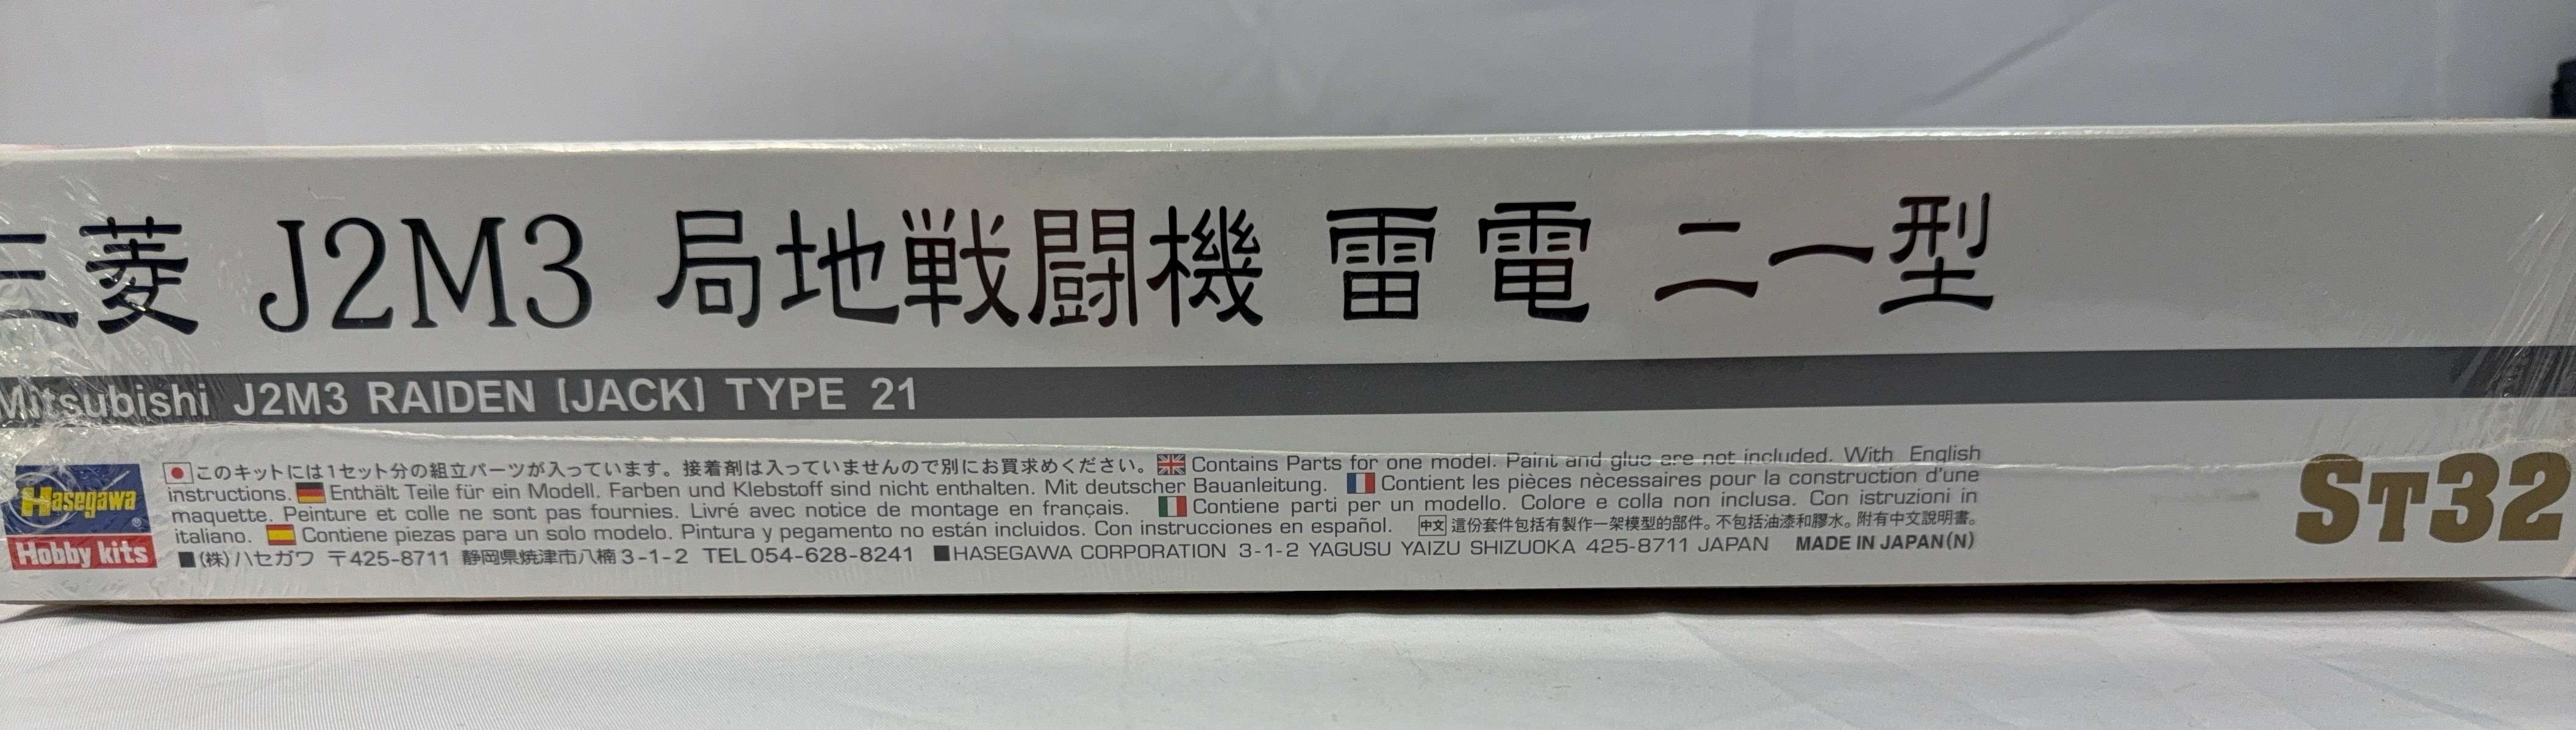 三菱 J2M3 局地戦闘機 雷電 二一型
Mitsubishi J2M3 RAIDEN [JACK] TYPE 21
Hasegawa®
Hobby kits
このキットには1セット分の組立パーツが入っています。接着剤は入っていませんので別にお買求めください。 Contains Parts for one model. Paint and glue are not included. With English
instructions. Enthält Teile für ein Modell. Farben und Klebstoff sind nicht enthalten. Mit deutscher Bauanleitung. Contient les pièces nècessaires pour la construction d'une
maquette. Peinture et colle ne sont pas fournies. Livré avec notice de montage en français. Contiene parti per un modello. Colore e colla non inclusa. Con istruzioni in
italiano. Contiene piezas para un solo modelo. Pintura y pegamento no están incluidos. Con instrucciones en español. 中文 這份套件包括有製作一架模型的部件。不包括油漆和膠水。附有中文說明書。
■(株)ハセガワ 〒425-8711 静岡県焼津市八楠3-1-2 TEL 054-628-8241 ■HASEGAWA CORPORATION 3-1-2 YAGUSU YAIZU SHIZUOKA 425-8711 JAPAN MADE IN JAPAN(N)
ST32